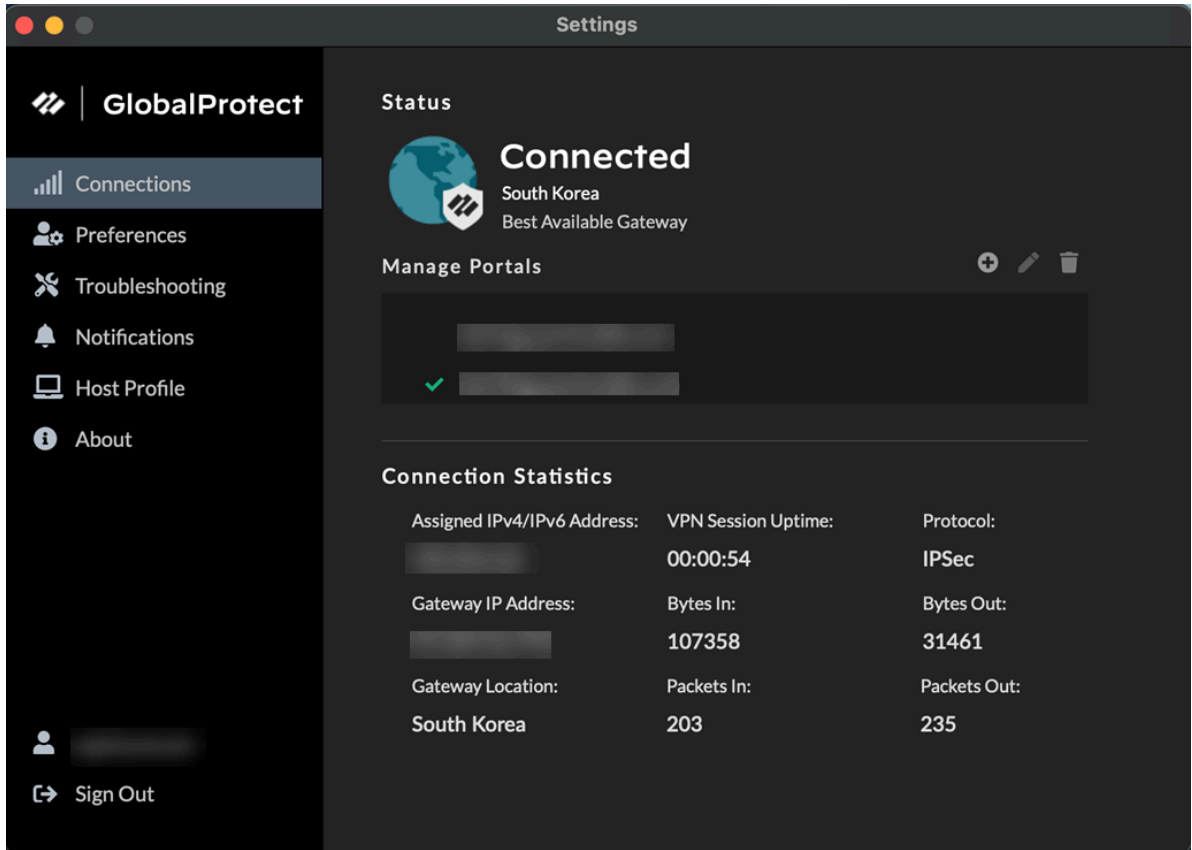 Settings
GlobalProtect
Connections
Preferences
Troubleshooting
Notifications
Host Profile
About
Sign Out
Status
Connected
South Korea
Best Available Gateway
Manage Portals
Connection Statistics
Assigned IPv4/IPv6 Address: VPN Session Uptime: Protocol:
00:00:54 IPSec
Gateway IP Address: Bytes In: Bytes Out:
107358 31461
Gateway Location: Packets In: Packets Out:
South Korea 203 235